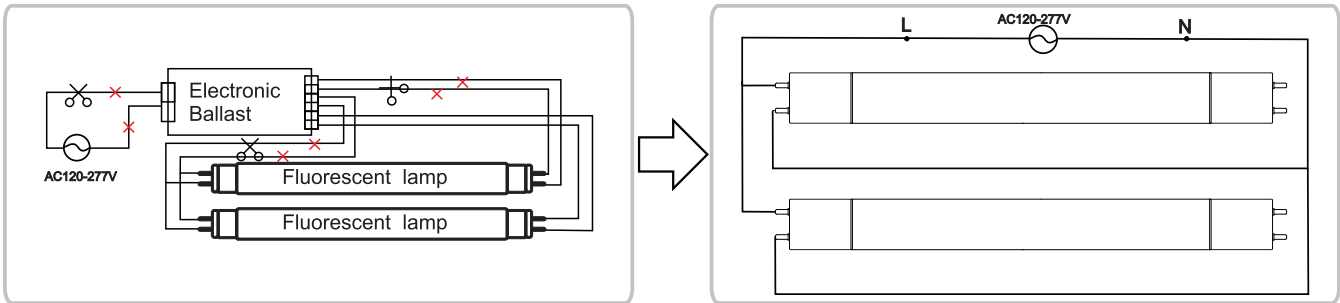 Electronic
Ballast
AC120-277V
Fluorescent lamp
Fluorescent lamp
AC120-277V
L
N